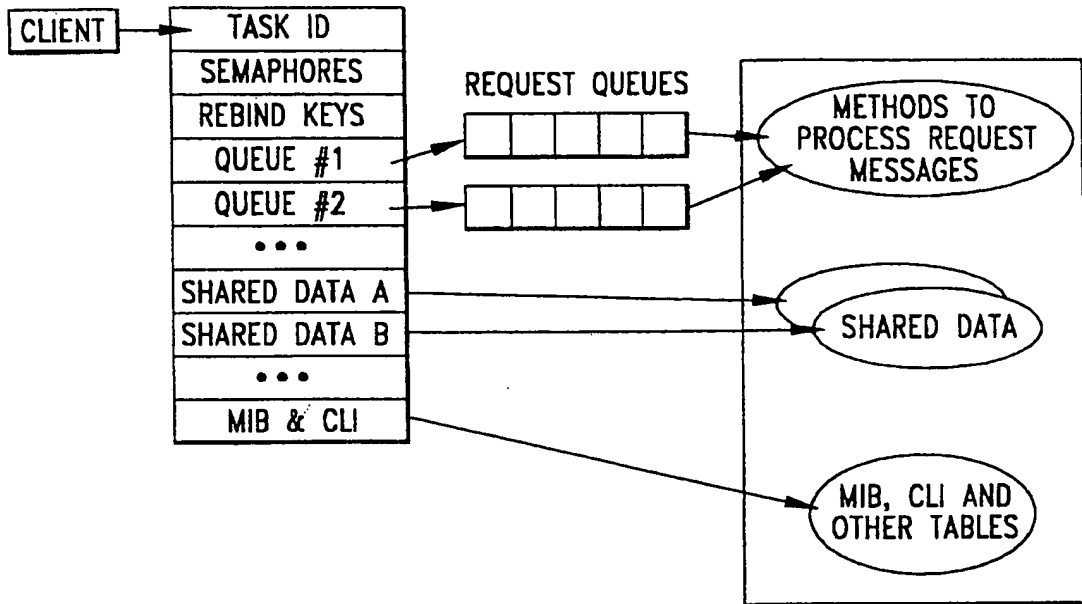 CLIENT
TASK ID
SEMAPHORES
REBIND KEYS
QUEUE #1
QUEUE #2
•••
SHARED DATA A
SHARED DATA B
•••
MIB & CLI
REQUEST QUEUES
METHODS TO
PROCESS REQUEST
MESSAGES
SHARED DATA
MIB, CLI AND
OTHER TABLES